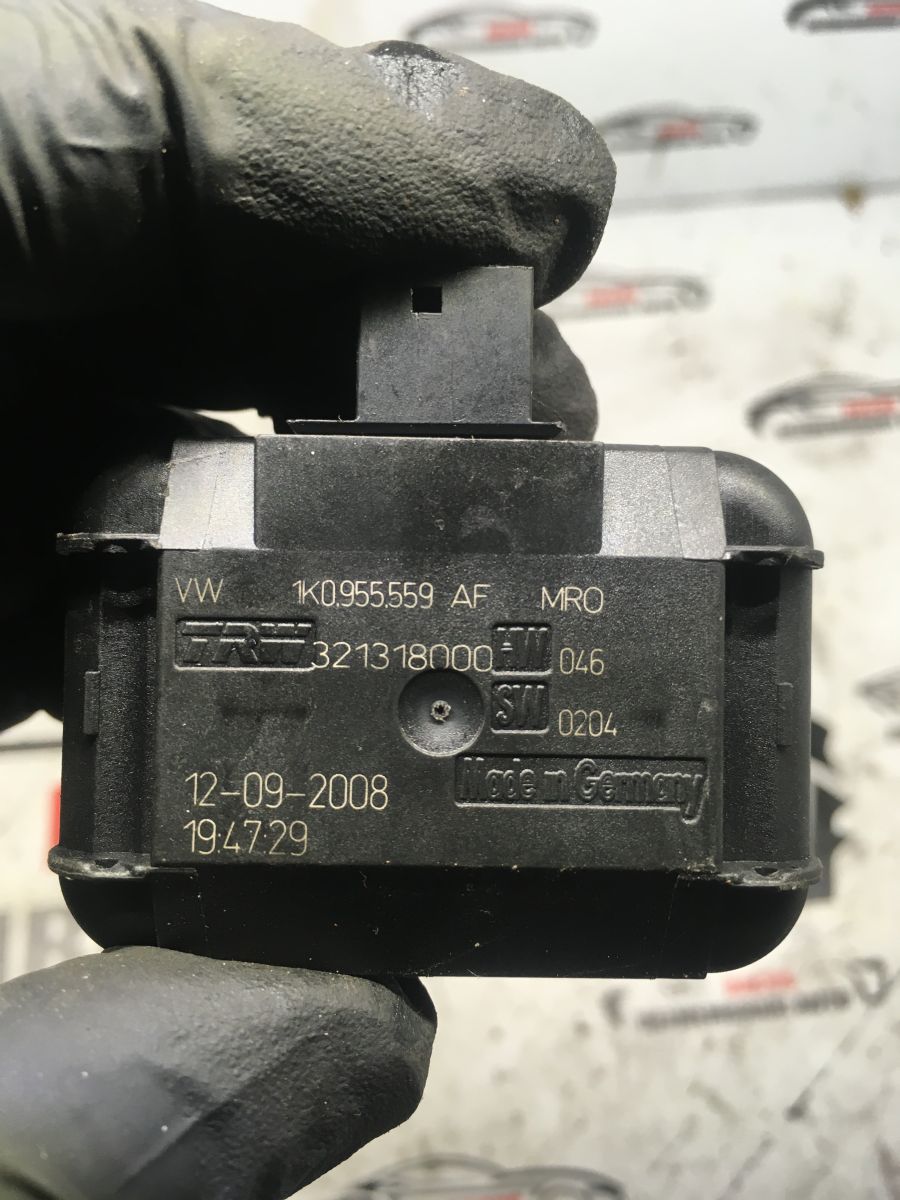 VW 1K0.955.559 AF MRO
TRW 321318000 HW 046
SW 0204
Made in Germany
12-09-2008
19:47:29